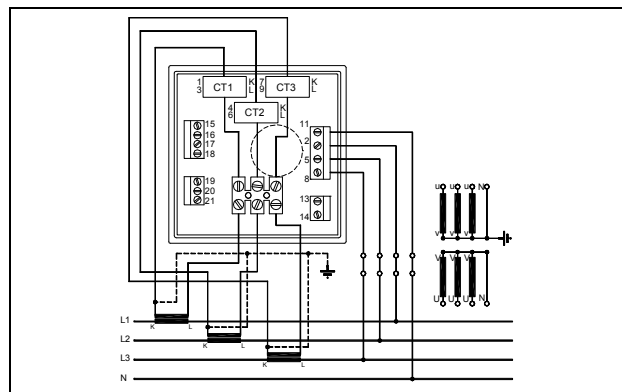 1
3
CT1
K
L
7
9
CT3
K
L
4
6
CT2
K
L
11
2
5
8
15
16
17
18
19
20
21
13
14
u u u N
v v v
V V V
U U U N
L1
K L
L2
K L
L3
K L
N